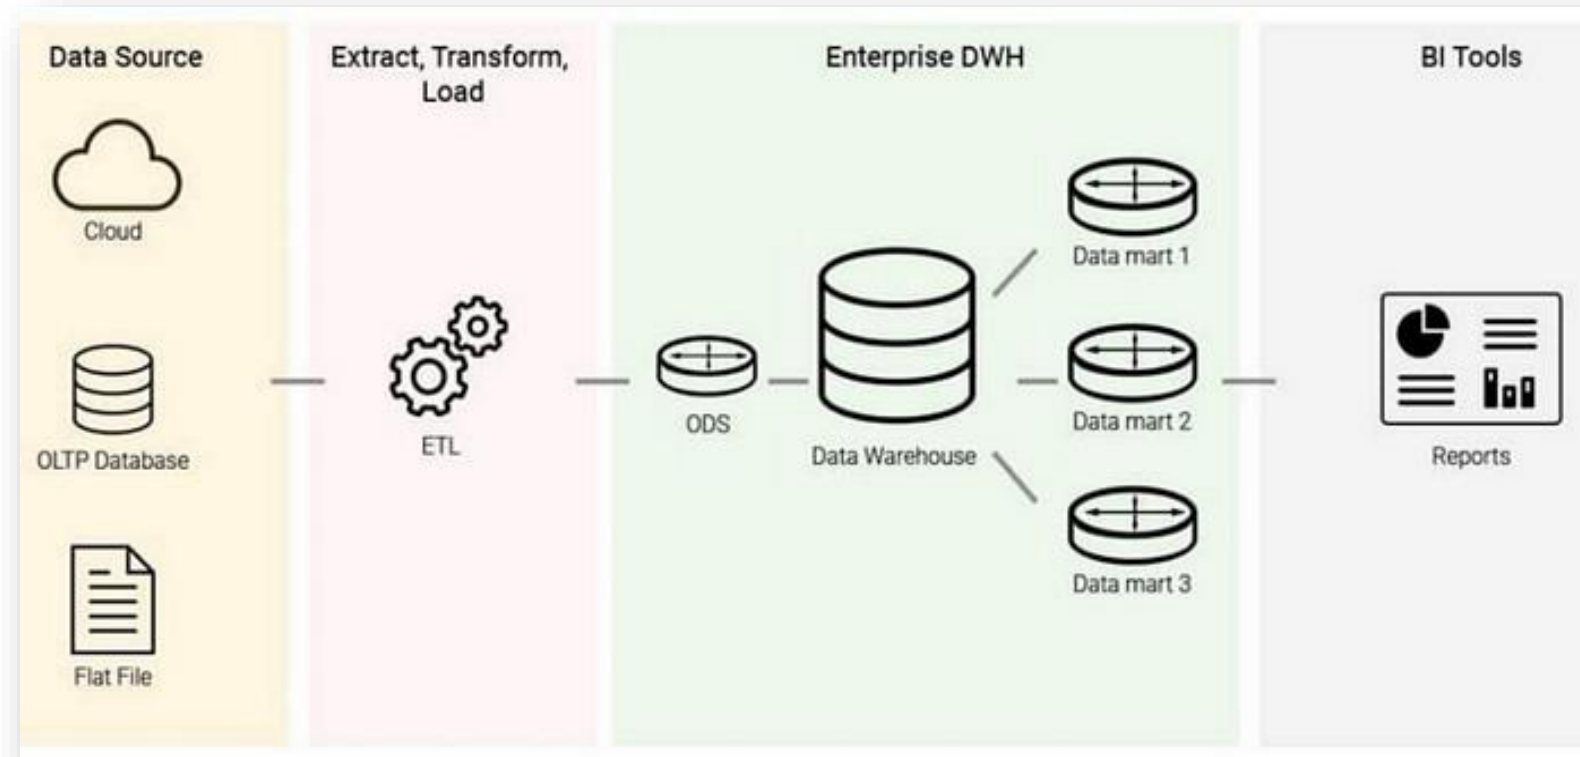 Data Source
Cloud
OLTP Database
Flat File
Extract, Transform,
Load
ETL
Enterprise DWH
ODS
Data Warehouse
Data mart 1
Data mart 2
Data mart 3
BI Tools
Reports